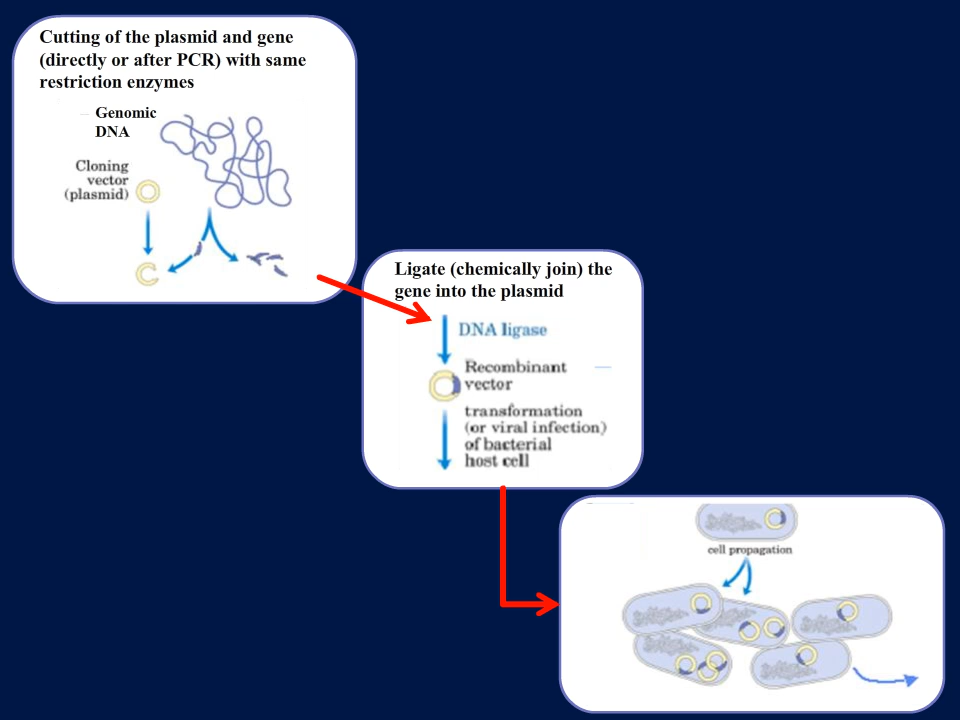 Cutting of the plasmid and gene
(directly or after PCR) with same
restriction enzymes
Genomic
DNA
Cloning
vector
(plasmid)
Ligate (chemically join) the
gene into the plasmid
DNA ligase
Recombinant
vector
transformation
(or viral infection)
of bacterial
host cell
cell propagation